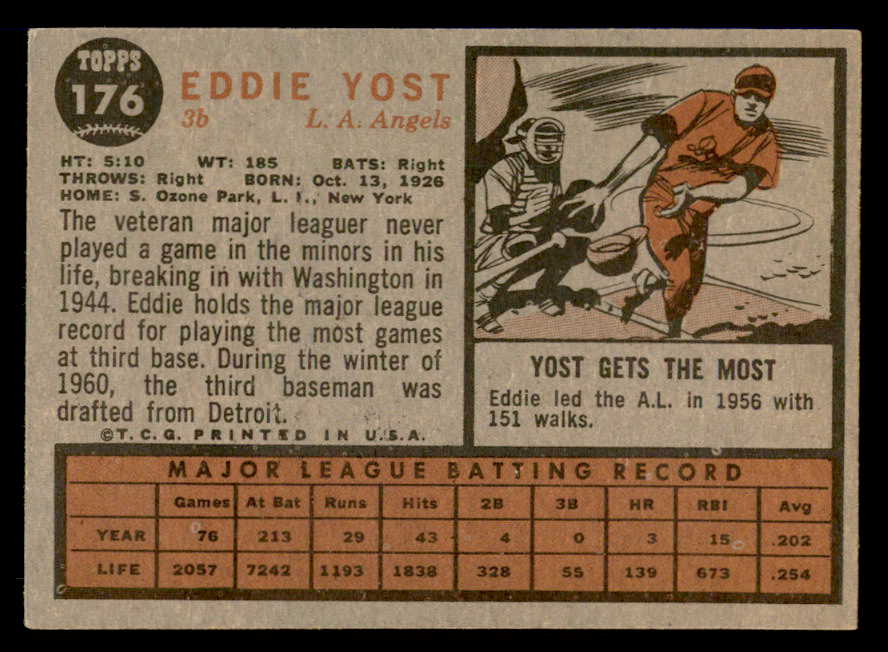 TOPPS
176
EDDIE YOST
3b L. A. Angels
HT: 5:10 WT: 185 BATS: Right
THROWS: Right BORN: Oct. 13, 1926
HOME: S. Ozone Park, L. I., New York
The veteran major leaguer never
played a game in the minors in his
life, breaking in with Washington in
1944. Eddie holds the major league
record for playing the most games
at third base. During the winter of
1960, the third baseman was
drafted from Detroit.
©T.C.G. PRINTED IN U.S.A.
YOST GETS THE MOST
Eddie led the A.L. in 1956 with
151 walks.
MAJOR LEAGUE BATTING RECORD
Games At Bat Runs Hits 2B 3B HR RBI Avg
YEAR 76 213 29 43 4 0 3 15 .202
LIFE 2057 7242 1193 1838 328 55 139 673 .254